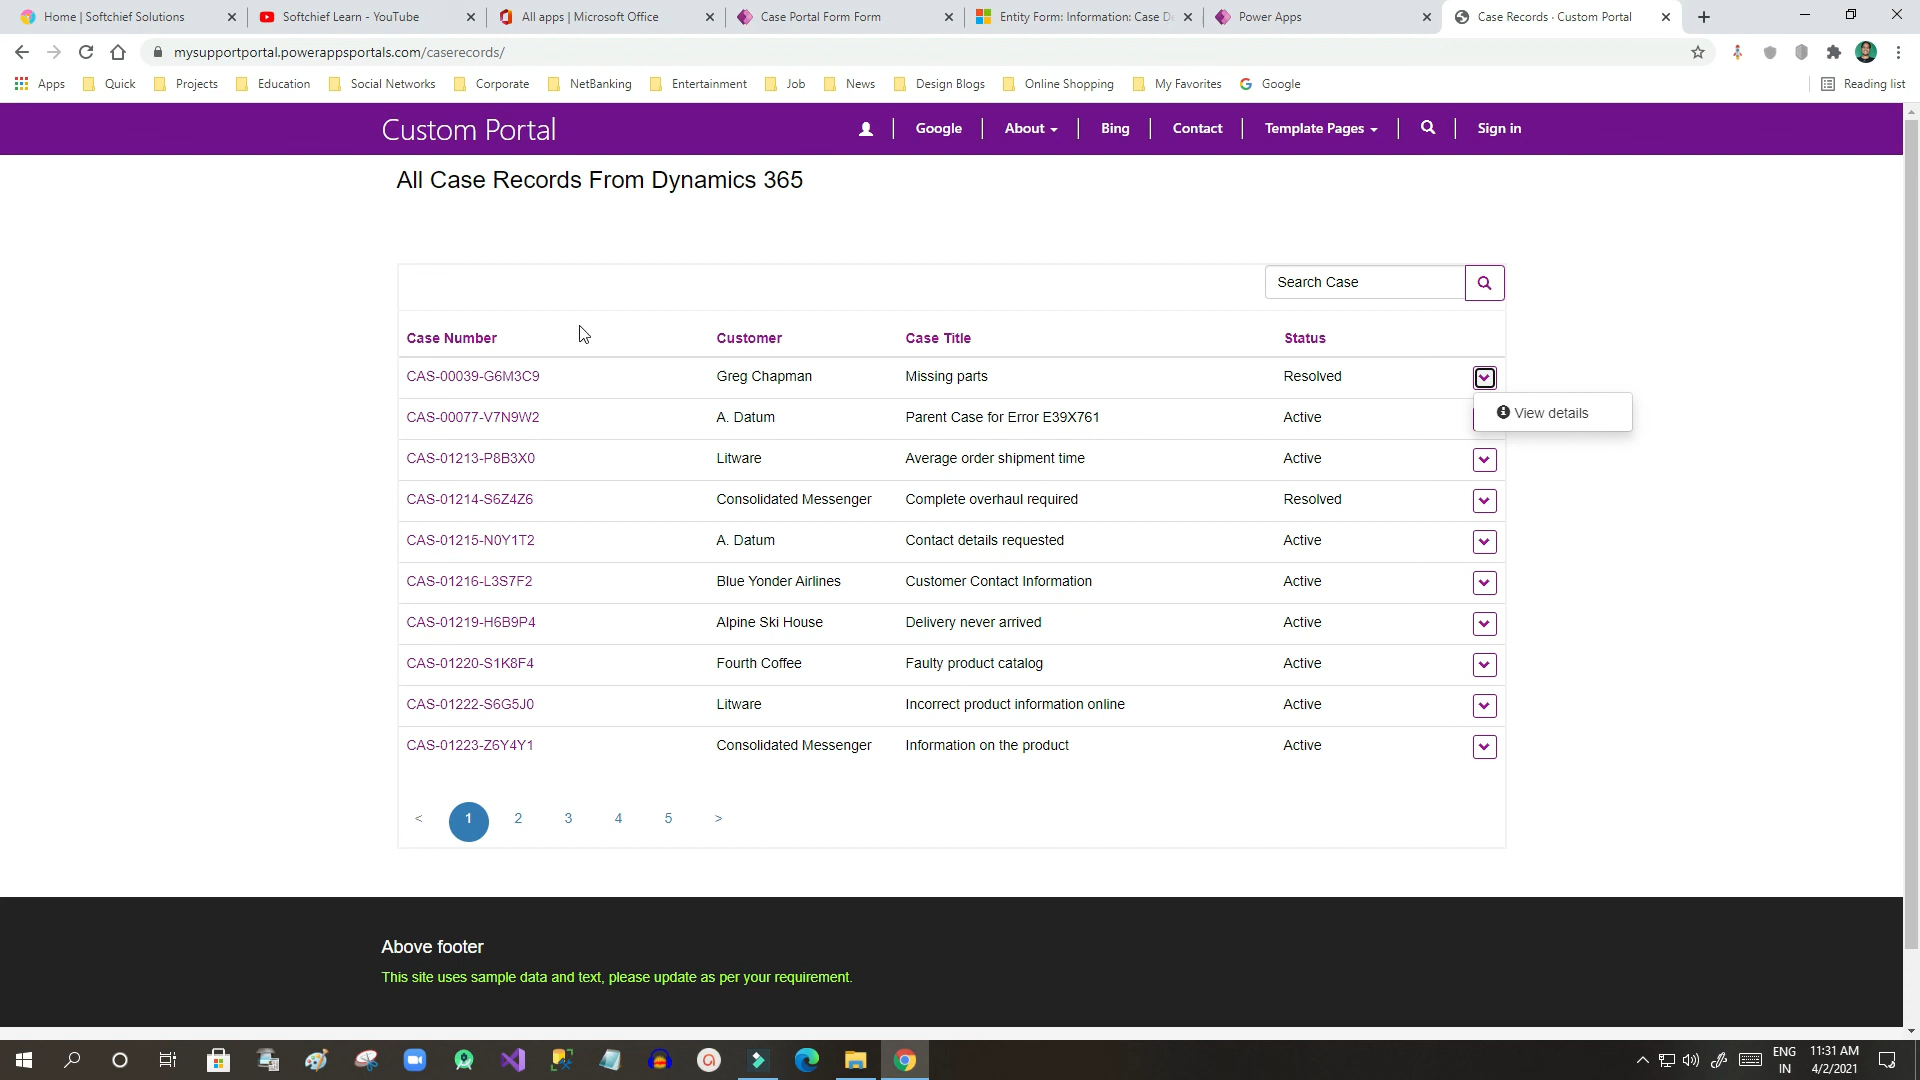 Home | Softchief Solutions
Softchief Learn - YouTube
All apps | Microsoft Office
Case Portal Form Form
Entity Form: Information: Case D
Power Apps
Case Records · Custom Portal
mysupportportal.powerappsportals.com/caserecords/
Apps Quick Projects Education Social Networks Corporate NetBanking Entertainment Job News Design Blogs Online Shopping My Favorites Google Reading list
Custom Portal
Google About Bing Contact Template Pages Sign in
All Case Records From Dynamics 365
Search Case
Case Number Customer Case Title Status
CAS-00039-G6M3C9 Greg Chapman Missing parts Resolved
View details
CAS-00077-V7N9W2 A. Datum Parent Case for Error E39X761 Active
CAS-01213-P8B3X0 Litware Average order shipment time Active
CAS-01214-S6Z4Z6 Consolidated Messenger Complete overhaul required Resolved
CAS-01215-N0Y1T2 A. Datum Contact details requested Active
CAS-01216-L3S7F2 Blue Yonder Airlines Customer Contact Information Active
CAS-01219-H6B9P4 Alpine Ski House Delivery never arrived Active
CAS-01220-S1K8F4 Fourth Coffee Faulty product catalog Active
CAS-01222-S6G5J0 Litware Incorrect product information online Active
CAS-01223-Z6Y4Y1 Consolidated Messenger Information on the product Active
< 1 2 3 4 5 >
Above footer
This site uses sample data and text, please update as per your requirement.
ENG 11:31 AM
IN 4/2/2021